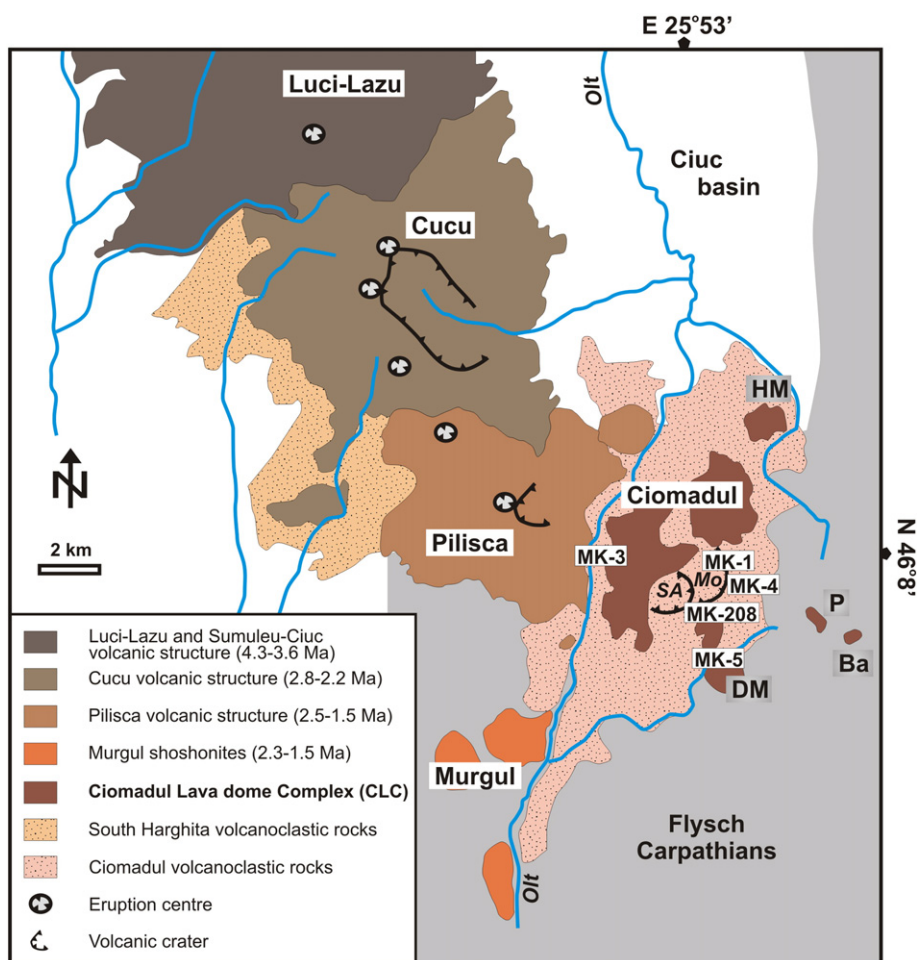 E 25°53’
Luci-Lazu
Olt
Ciuc
basin
Cucu
HM
Ciomadul
N 46°8’
Pilisca
MK-3
MK-1
SA
Mo
MK-4
MK-208
P
Ba
MK-5
DM
N
2 km
Murgul
Flysch
Carpathians
Olt
Luci-Lazu and Sumuleu-Ciuc
volcanic structure (4.3-3.6 Ma)
Cucu volcanic structure (2.8-2.2 Ma)
Pilisca volcanic structure (2.5-1.5 Ma)
Murgul shoshonites (2.3-1.5 Ma)
Ciomadul Lava dome Complex (CLC)
South Harghita volcanoclastic rocks
Ciomadul volcanoclastic rocks
Eruption centre
Volcanic crater